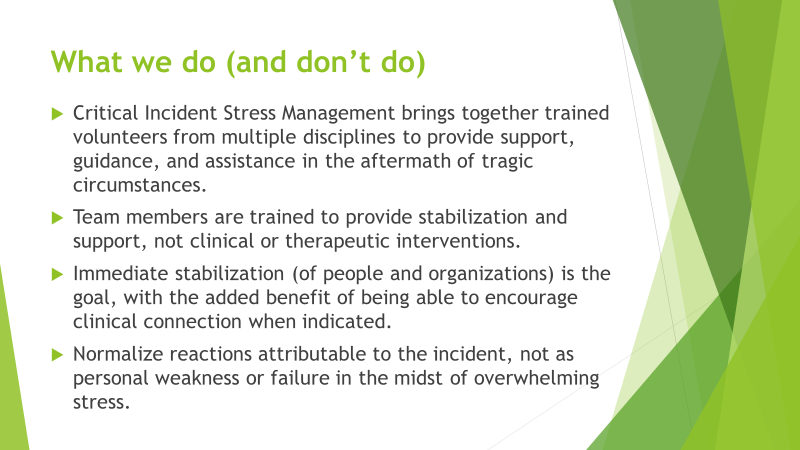 What we do (and don’t do)
Critical Incident Stress Management brings together trained
volunteers from multiple disciplines to provide support,
guidance, and assistance in the aftermath of tragic
circumstances.
Team members are trained to provide stabilization and
support, not clinical or therapeutic interventions.
Immediate stabilization (of people and organizations) is the
goal, with the added benefit of being able to encourage
clinical connection when indicated.
Normalize reactions attributable to the incident, not as
personal weakness or failure in the midst of overwhelming
stress.